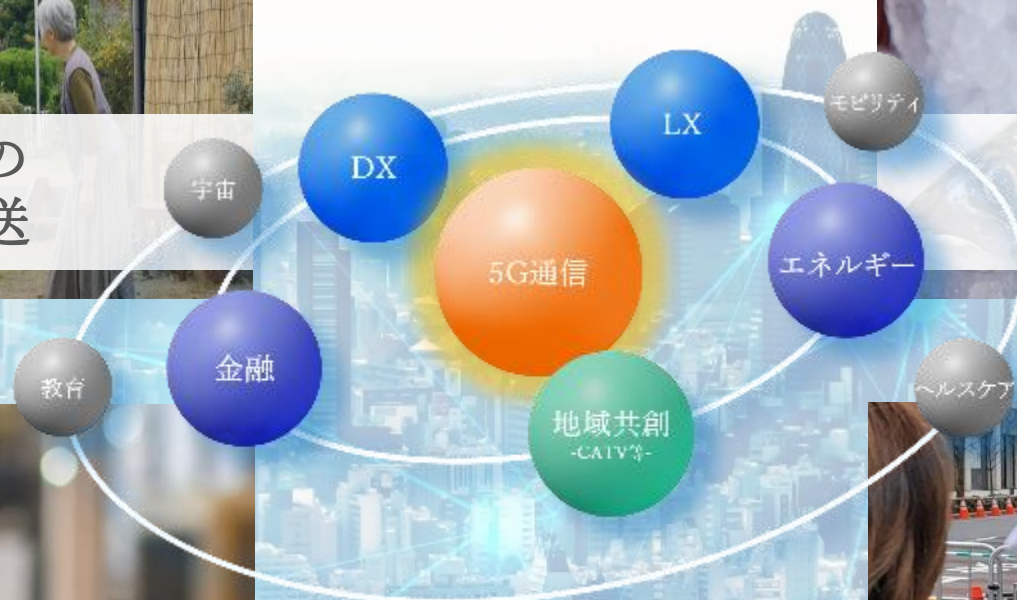 の
送
宇宙
DX
LX
モビリティ
5G通信
エネルギー
金融
教育
地域共創
-CATV等-
ヘルスケア